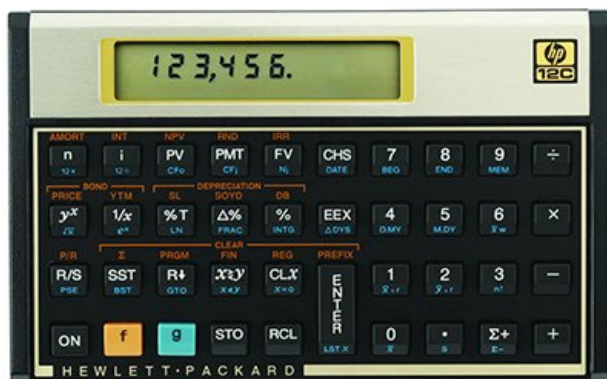 123,456.
hp
12C
AMORT INT NPV RND IRR
n i PV PMT FV CHS 7 8 9 ÷
12× 12÷ CFo CFj Nj DATE BEG END MEM
BOND DEPRECIATION
PRICE YTM SL SOYD DB
yˣ 1/x %T Δ% % EEX 4 5 6 ×
√x eˣ LN FRAC INTG ΔDYS D.MY M.DY x̄w
CLEAR
P/R Σ PRGM FIN REG PREFIX
R/S SST R↓ x≷y CLx ENTER 1 2 3 −
PSE BST GTO x≤y x=0 x̂,r ŷ,r n!
ON f g STO RCL 0 • Σ+ +
LST X x̄ s Σ−
HEWLETT·PACKARD